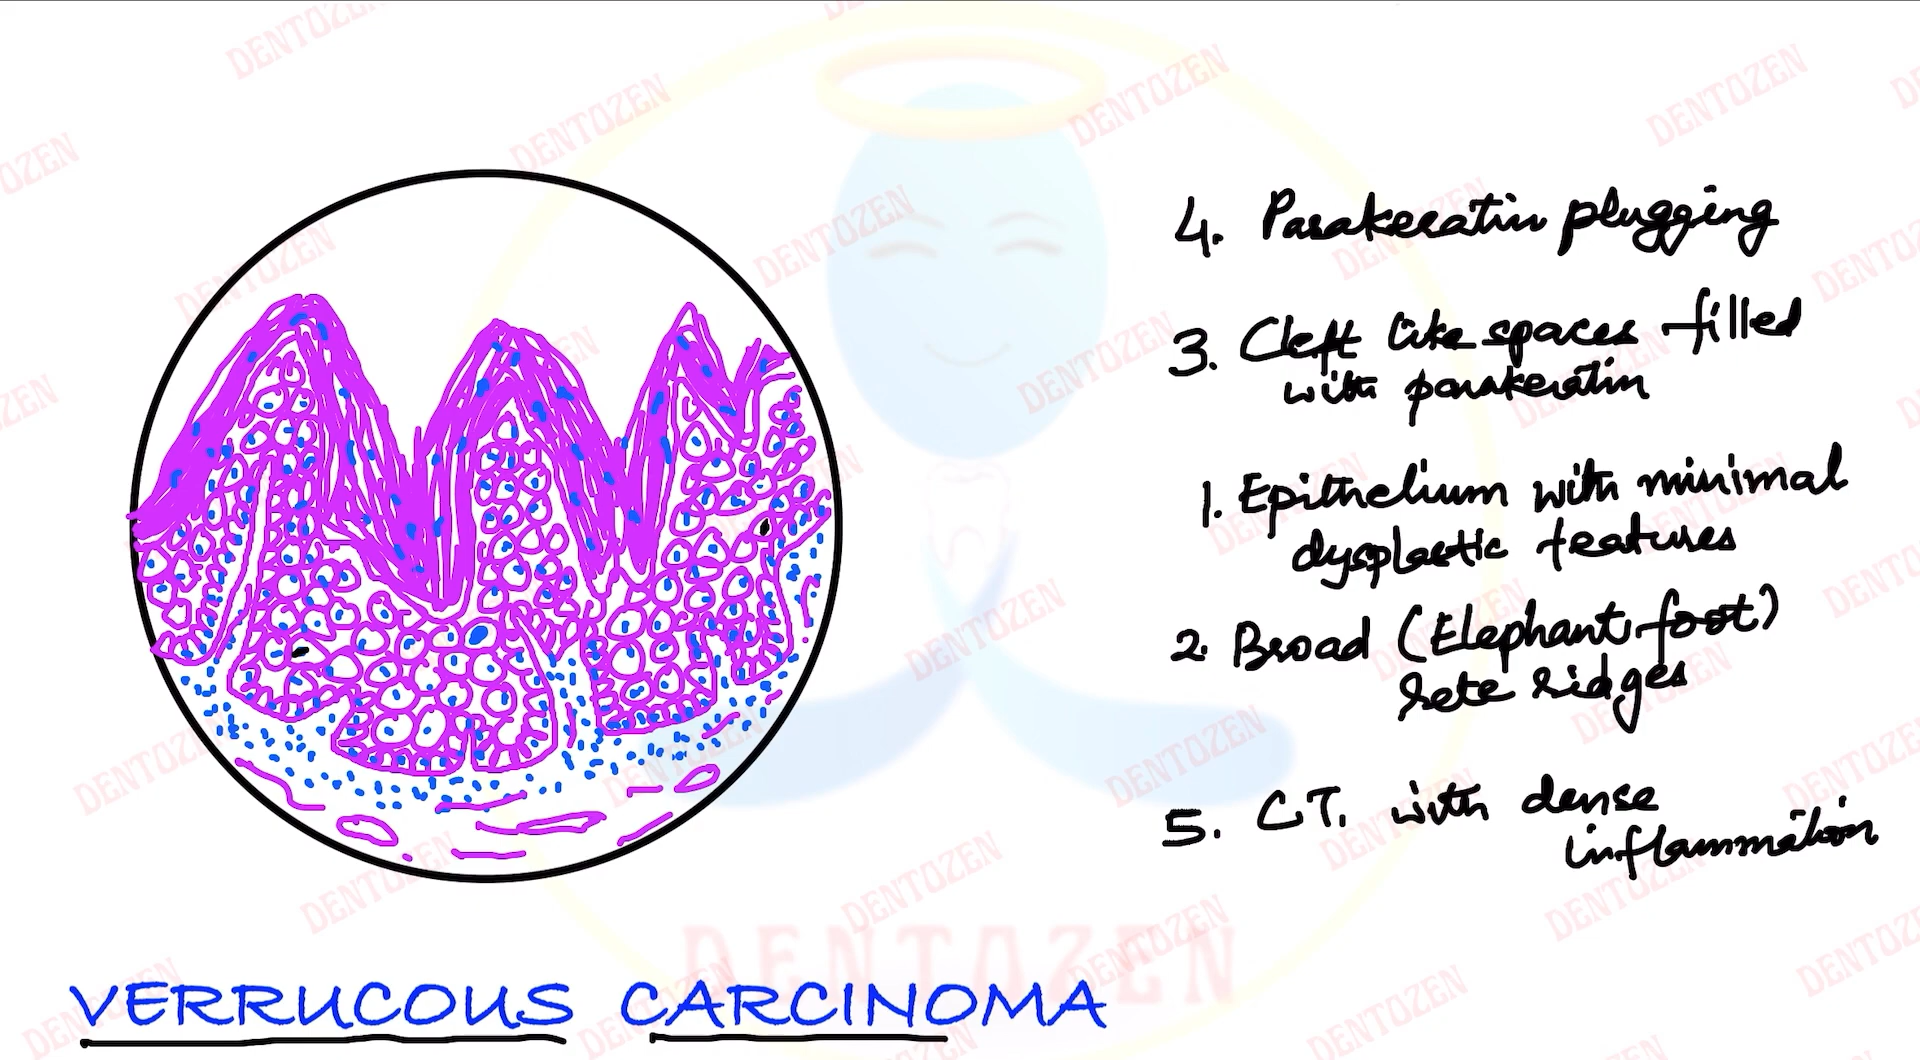 4. Parakeratin plugging
3. Cleft like spaces filled
with parakeratin
1. Epithelium with minimal
dysplastic features
2. Broad (Elephant foot)
rete ridges
5. C.T. with dense
inflammation
DENTOZEN
VERRUCOUS CARCINOMA